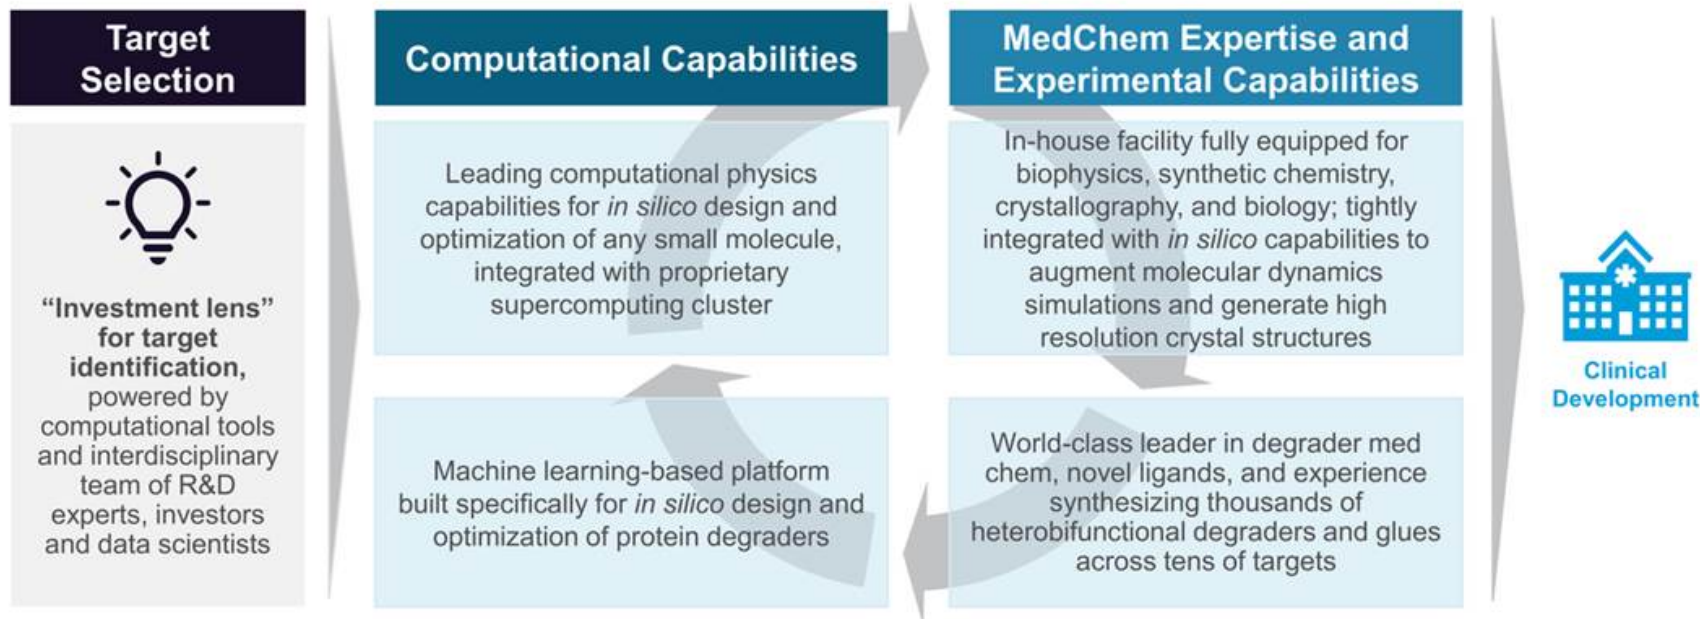 Target
Selection
“Investment lens”
for target
identification,
powered by
computational tools
and interdisciplinary
team of R&D
experts, investors
and data scientists
Computational Capabilities
Leading computational physics
capabilities for in silico design and
optimization of any small molecule,
integrated with proprietary
supercomputing cluster
Machine learning-based platform
built specifically for in silico design and
optimization of protein degraders
MedChem Expertise and
Experimental Capabilities
In-house facility fully equipped for
biophysics, synthetic chemistry,
crystallography, and biology; tightly
integrated with in silico capabilities to
augment molecular dynamics
simulations and generate high
resolution crystal structures
World-class leader in degrader med
chem, novel ligands, and experience
synthesizing thousands of
heterobifunctional degraders and glues
across tens of targets
Clinical
Development